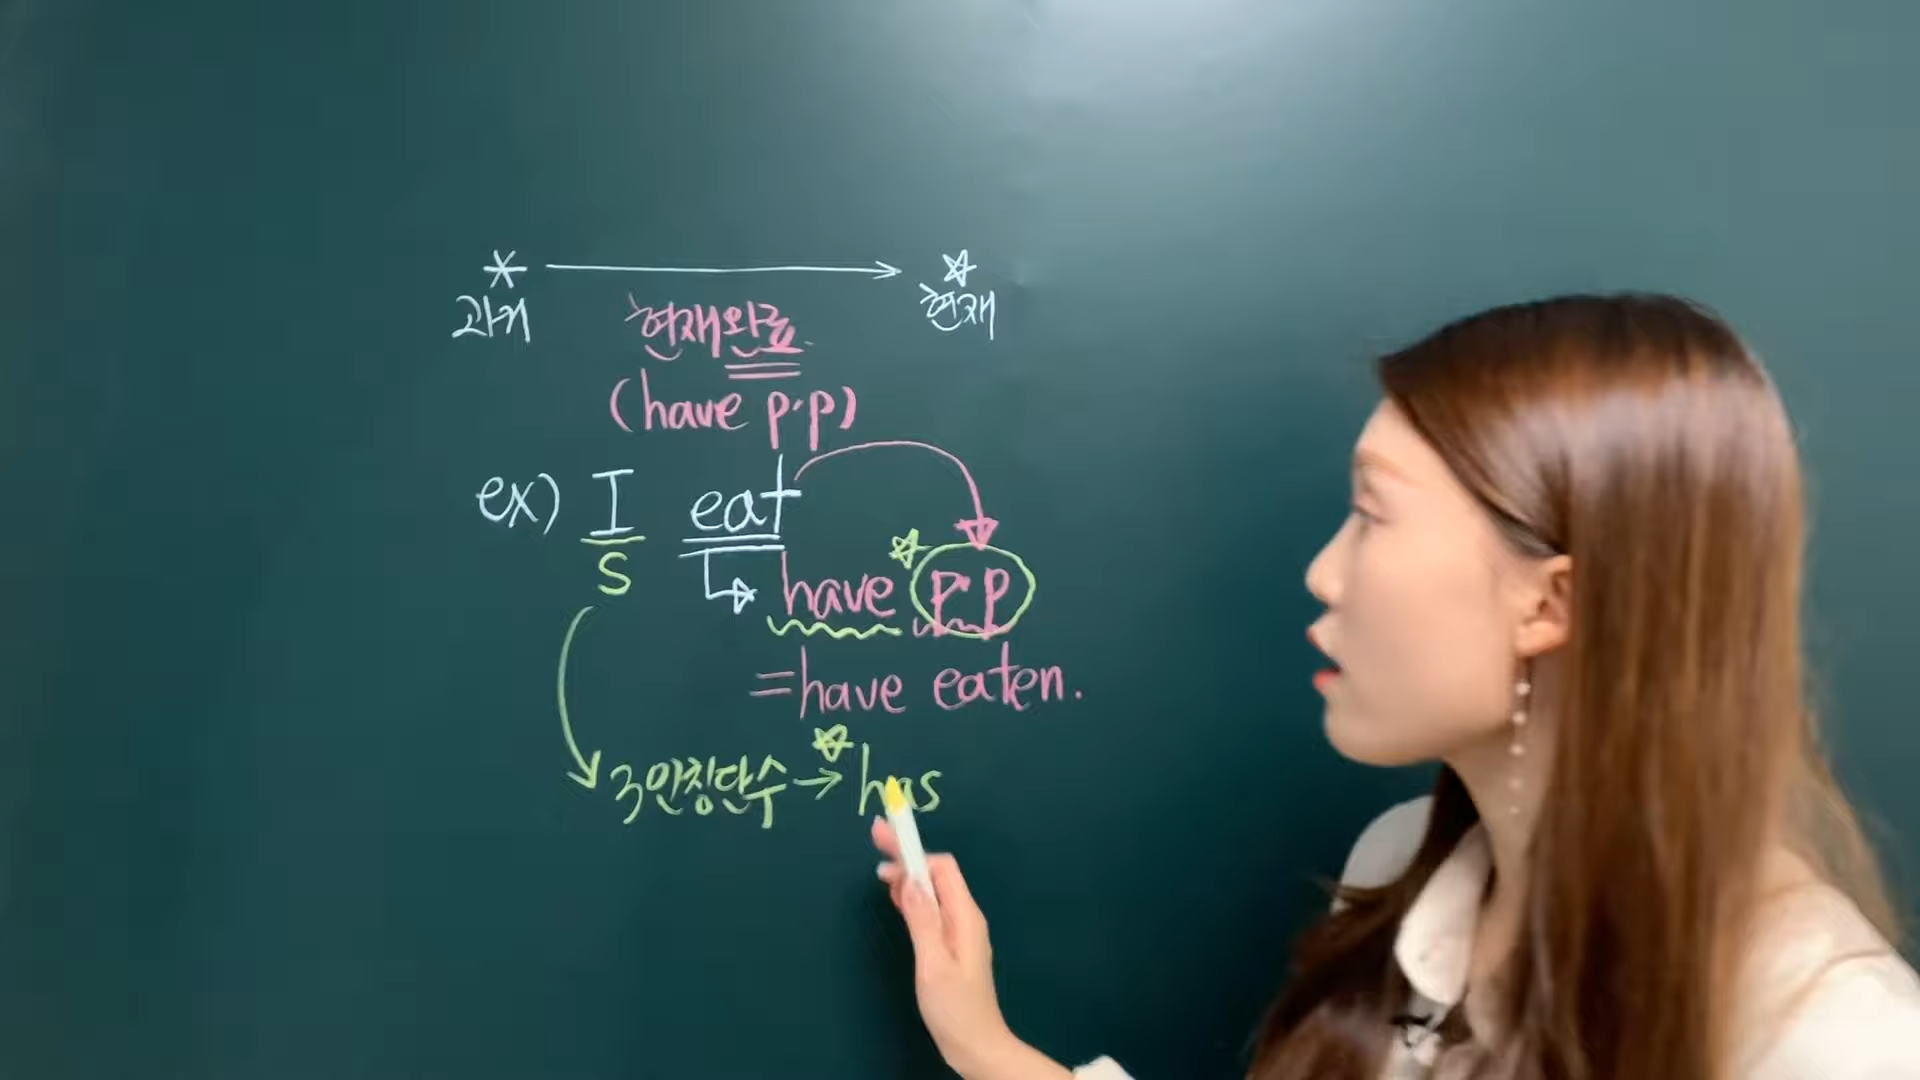 과거 현재
현재완료
(have p.p)
ex) I eat
S
have p.p
=have eaten.
3인칭단수→has